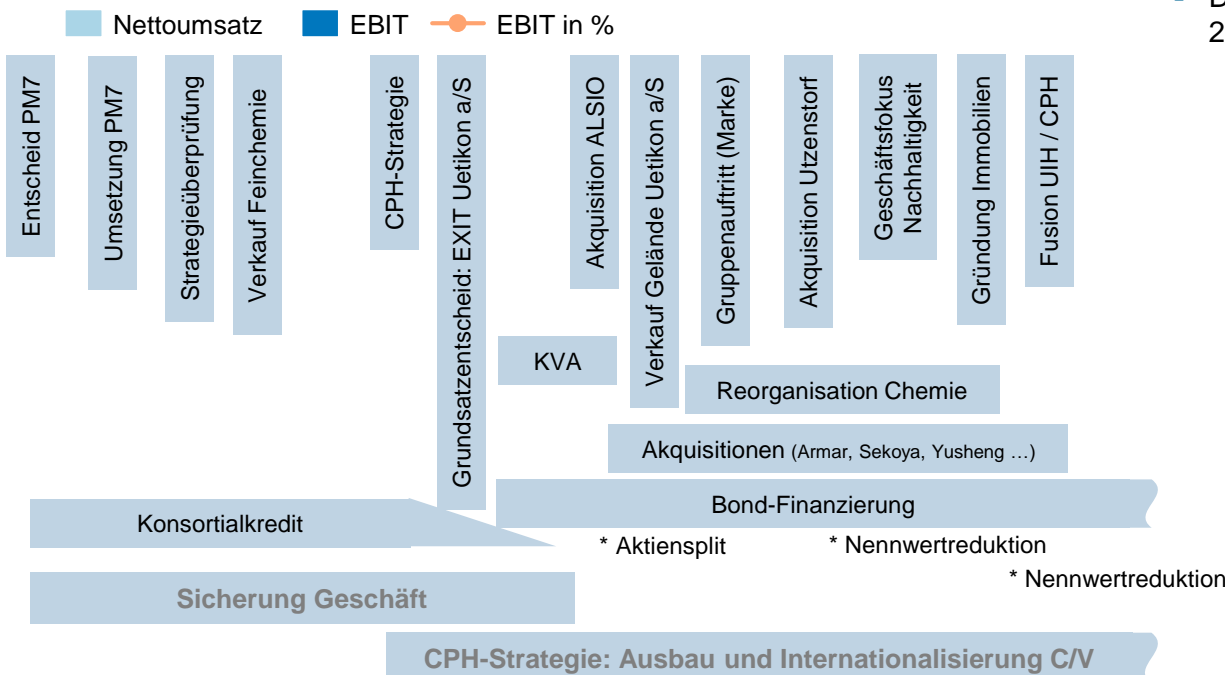 Nettoumsatz EBIT EBIT in %
D
2
Entscheid PM7
Umsetzung PM7
Strategieüberprüfung
Verkauf Feinchemie
CPH-Strategie
Grundsatzentscheid: EXIT Uetikon a/S
Akquisition ALSIO
Verkauf Gelände Uetikon a/S
Gruppenauftritt (Marke)
Akquisition Utzenstorf
Geschäftsfokus
Nachhaltigkeit
Gründung Immobilien
Fusion UIH / CPH
KVA
Reorganisation Chemie
Akquisitionen (Armar, Sekoya, Yusheng …)
Bond-Finanzierung
Konsortialkredit
* Aktiensplit
* Nennwertreduktion
* Nennwertreduktion
Sicherung Geschäft
CPH-Strategie: Ausbau und Internationalisierung C/V